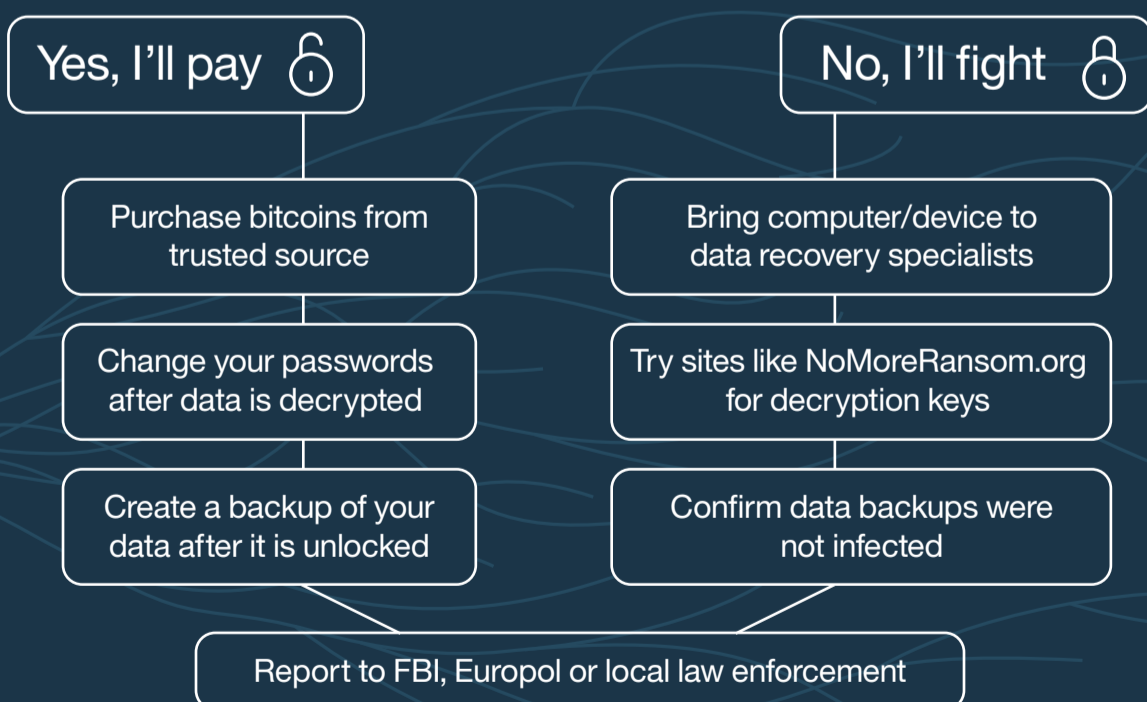 Yes, I'll pay
No, I'll fight
Purchase bitcoins from
trusted source
Bring computer/device to
data recovery specialists
Change your passwords
after data is decrypted
Try sites like NoMoreRansom.org
for decryption keys
Create a backup of your
data after it is unlocked
Confirm data backups were
not infected
Report to FBI, Europol or local law enforcement